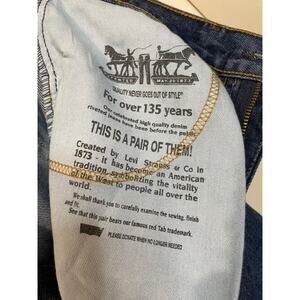 QUALITY NEVER GOES OUT OF STYLE
For over 135 years
Our celebrated high quality denim
riveted jeans have been before the public
THIS IS A PAIR OF THEM!
Created by Levi Strauss & Co in
1873 - it has become an American
tradition, symbolizing the vitality
of the West to people all over the
world.
We shall thank you to carefully examine the sewing, finish
and fit.
See that this pair bears our famous red Tab trademark.
PLEASE DONATE WHEN NO LONGER NEEDED